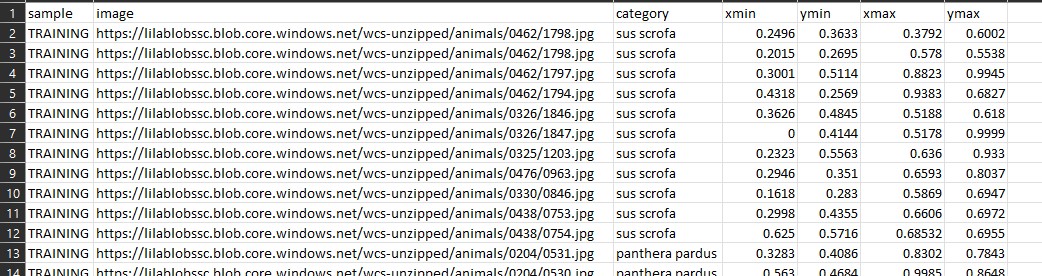 1 sample image category xmin ymin xmax ymax
2 TRAINING https://lilablobssc.blob.core.windows.net/wcs-unzipped/animals/0462/1798.jpg sus scrofa 0.2496 0.3633 0.3792 0.6002
3 TRAINING https://lilablobssc.blob.core.windows.net/wcs-unzipped/animals/0462/1798.jpg sus scrofa 0.2015 0.2695 0.578 0.5538
4 TRAINING https://lilablobssc.blob.core.windows.net/wcs-unzipped/animals/0462/1797.jpg sus scrofa 0.3001 0.5114 0.8823 0.9945
5 TRAINING https://lilablobssc.blob.core.windows.net/wcs-unzipped/animals/0462/1794.jpg sus scrofa 0.4318 0.2569 0.9383 0.6827
6 TRAINING https://lilablobssc.blob.core.windows.net/wcs-unzipped/animals/0326/1846.jpg sus scrofa 0.3626 0.4845 0.5188 0.618
7 TRAINING https://lilablobssc.blob.core.windows.net/wcs-unzipped/animals/0326/1847.jpg sus scrofa 0 0.4144 0.5178 0.9999
8 TRAINING https://lilablobssc.blob.core.windows.net/wcs-unzipped/animals/0325/1203.jpg sus scrofa 0.2323 0.5563 0.636 0.933
9 TRAINING https://lilablobssc.blob.core.windows.net/wcs-unzipped/animals/0476/0963.jpg sus scrofa 0.2946 0.351 0.6593 0.8037
10 TRAINING https://lilablobssc.blob.core.windows.net/wcs-unzipped/animals/0330/0846.jpg sus scrofa 0.1618 0.283 0.5869 0.6947
11 TRAINING https://lilablobssc.blob.core.windows.net/wcs-unzipped/animals/0438/0753.jpg sus scrofa 0.2998 0.4355 0.6606 0.6972
12 TRAINING https://lilablobssc.blob.core.windows.net/wcs-unzipped/animals/0438/0754.jpg sus scrofa 0.625 0.5716 0.68532 0.6955
13 TRAINING https://lilablobssc.blob.core.windows.net/wcs-unzipped/animals/0204/0531.jpg panthera pardus 0.3283 0.4086 0.8302 0.7843
14 TRAINING https://lilablobssc.blob.core.windows.net/wcs-unzipped/animals/0204/0530.jpg panthera pardus 0.563 0.4684 0.9985 0.8648